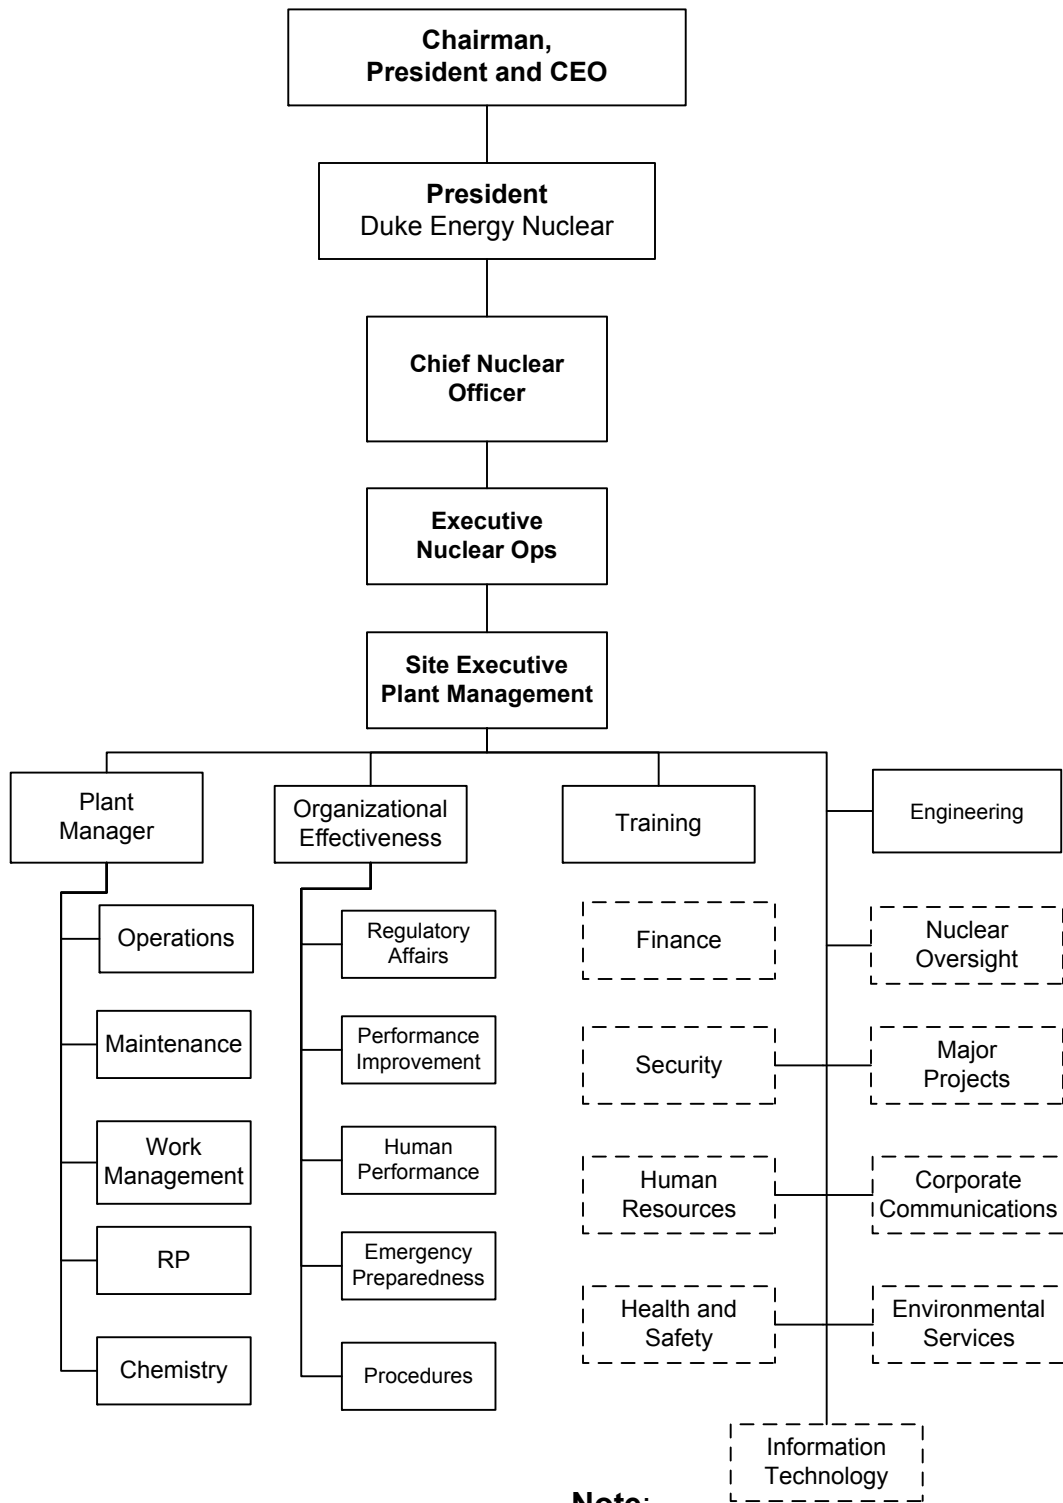 Chairman,
President and CEO
President
Duke Energy Nuclear
Chief Nuclear
Officer
Executive
Nuclear Ops
Site Executive
Plant Management
Plant
Manager
Operations
Maintenance
Work
Management
RP
Chemistry
Organizational
Effectiveness
Regulatory
Affairs
Performance
Improvement
Human
Performance
Emergency
Preparedness
Procedures
Training
Finance
Security
Human
Resources
Health and
Safety
Engineering
Nuclear
Oversight
Major
Projects
Corporate
Communications
Environmental
Services
Information
Technology
Note: